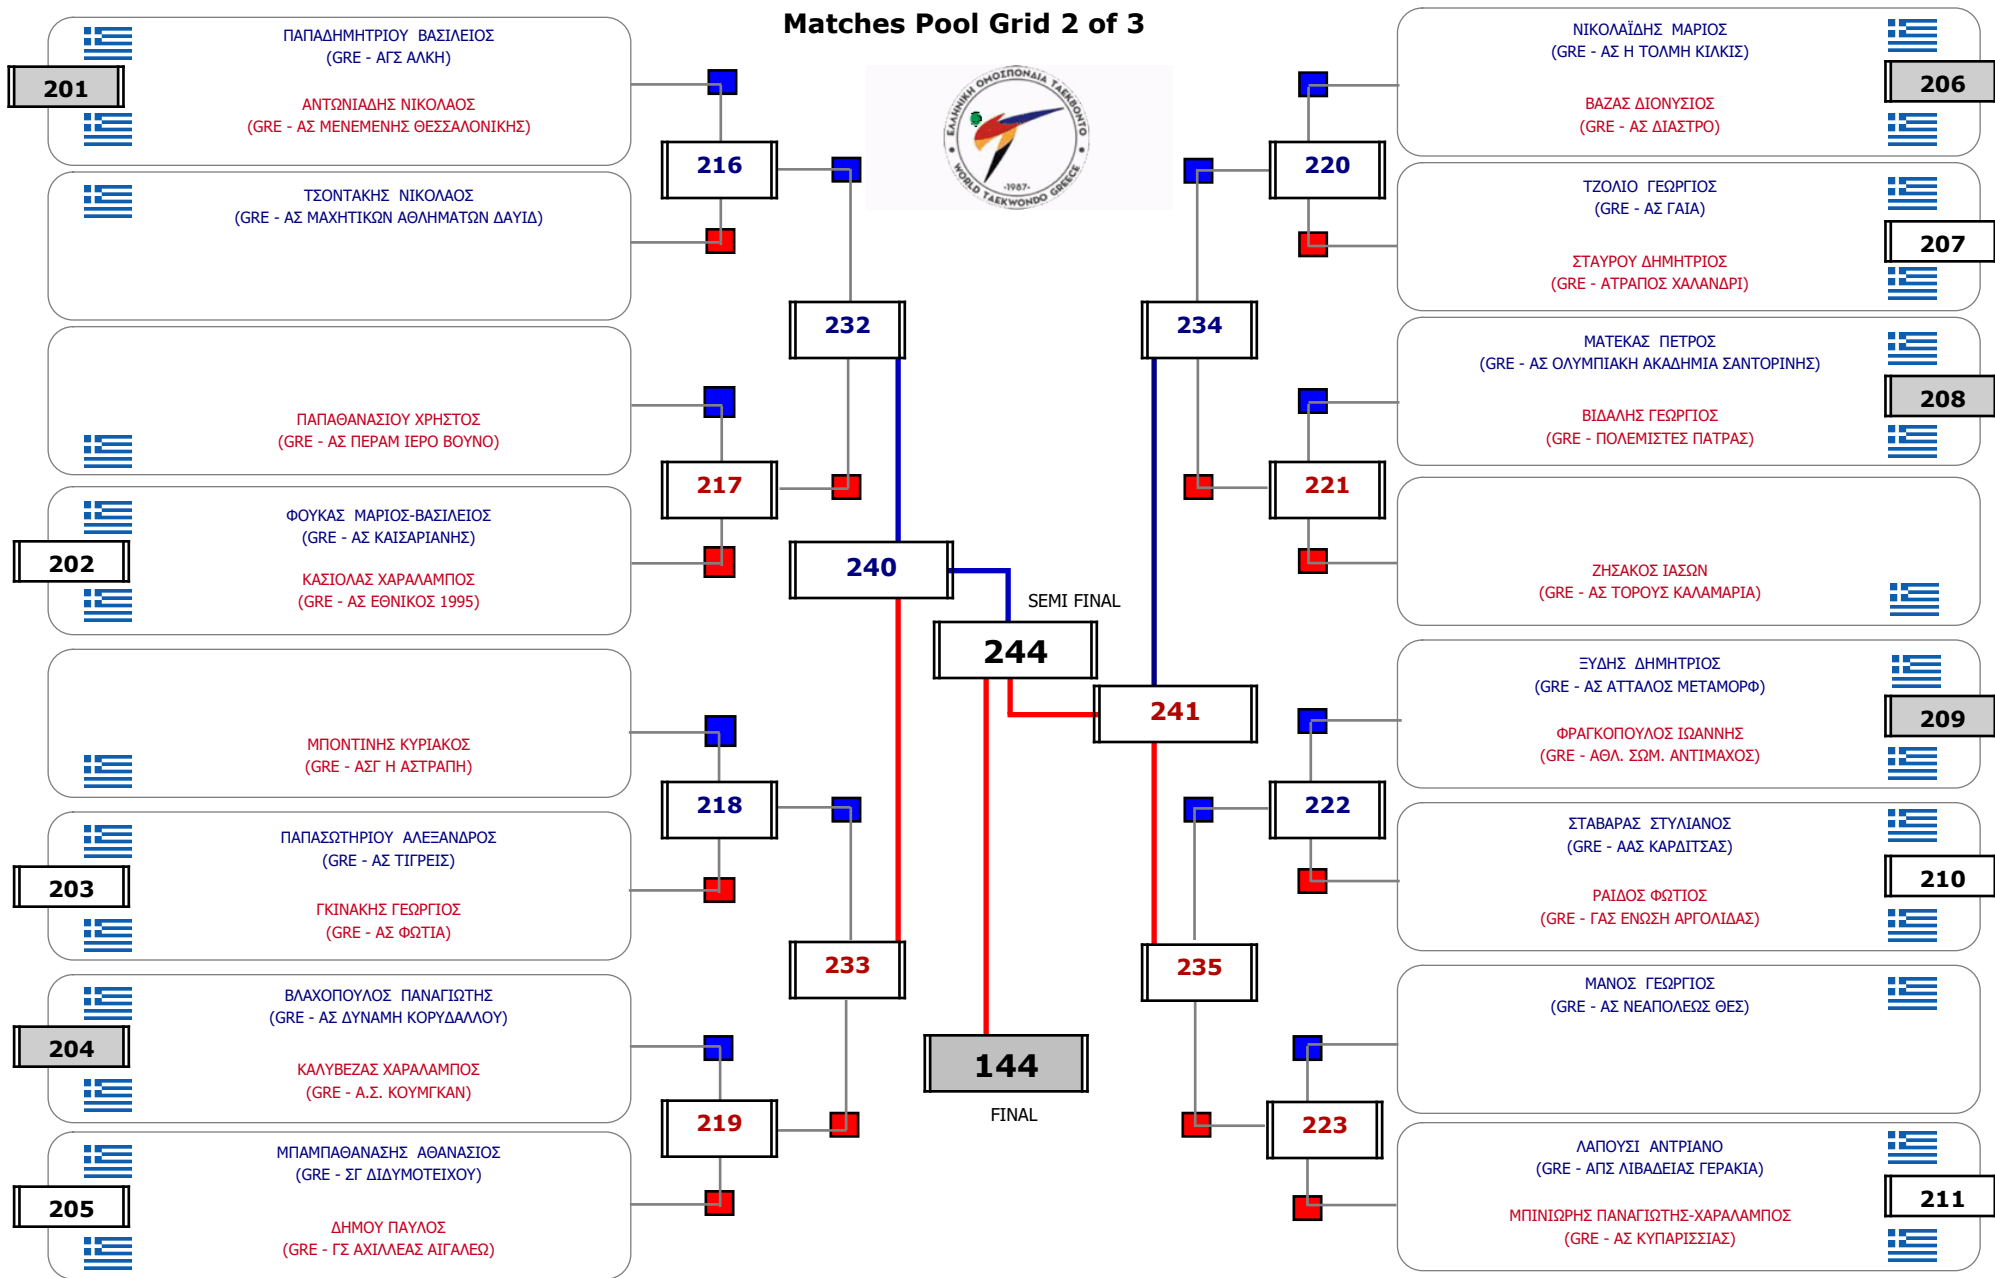 Matches Pool Grid 2 of 3
ΕΛΛΗΝΙΚΗ ΟΜΟΣΠΟΝΔΙΑ ΤΑΕΚΒΟΝΤΟ
-1987-
WORLD TAEKWONDO GREECE
201
ΠΑΠΑΔΗΜΗΤΡΙΟΥ ΒΑΣΙΛΕΙΟΣ
(GRE - ΑΓΣ ΑΛΚΗ)
ΑΝΤΩΝΙΑΔΗΣ ΝΙΚΟΛΑΟΣ
(GRE - ΑΣ ΜΕΝΕΜΕΝΗΣ ΘΕΣΣΑΛΟΝΙΚΗΣ)
ΤΣΟΝΤΑΚΗΣ ΝΙΚΟΛΑΟΣ
(GRE - ΑΣ ΜΑΧΗΤΙΚΩΝ ΑΘΛΗΜΑΤΩΝ ΔΑΥΙΔ)
ΠΑΠΑΘΑΝΑΣΙΟΥ ΧΡΗΣΤΟΣ
(GRE - ΑΣ ΠΕΡΑΜ ΙΕΡΟ ΒΟΥΝΟ)
202
ΦΟΥΚΑΣ ΜΑΡΙΟΣ-ΒΑΣΙΛΕΙΟΣ
(GRE - ΑΣ ΚΑΙΣΑΡΙΑΝΗΣ)
ΚΑΣΙΟΛΑΣ ΧΑΡΑΛΑΜΠΟΣ
(GRE - ΑΣ ΕΘΝΙΚΟΣ 1995)
ΜΠΟΝΤΙΝΗΣ ΚΥΡΙΑΚΟΣ
(GRE - ΑΣΓ Η ΑΣΤΡΑΠΗ)
203
ΠΑΠΑΣΩΤΗΡΙΟΥ ΑΛΕΞΑΝΔΡΟΣ
(GRE - ΑΣ ΤΙΓΡΕΙΣ)
ΓΚΙΝΑΚΗΣ ΓΕΩΡΓΙΟΣ
(GRE - ΑΣ ΦΩΤΙΑ)
204
ΒΛΑΧΟΠΟΥΛΟΣ ΠΑΝΑΓΙΩΤΗΣ
(GRE - ΑΣ ΔΥΝΑΜΗ ΚΟΡΥΔΑΛΛΟΥ)
ΚΑΛΥΒΕΖΑΣ ΧΑΡΑΛΑΜΠΟΣ
(GRE - Α.Σ. ΚΟΥΜΓΚΑΝ)
205
ΜΠΑΜΠΑΘΑΝΑΣΗΣ ΑΘΑΝΑΣΙΟΣ
(GRE - ΣΓ ΔΙΔΥΜΟΤΕΙΧΟΥ)
ΔΗΜΟΥ ΠΑΥΛΟΣ
(GRE - ΓΣ ΑΧΙΛΛΕΑΣ ΑΙΓΑΛΕΩ)
216
217
218
219
232
233
240
SEMI FINAL
244
241
144
FINAL
234
235
220
221
222
223
ΝΙΚΟΛΑΪΔΗΣ ΜΑΡΙΟΣ
(GRE - ΑΣ Η ΤΟΛΜΗ ΚΙΛΚΙΣ)
206
ΒΑΖΑΣ ΔΙΟΝΥΣΙΟΣ
(GRE - ΑΣ ΔΙΑΣΤΡΟ)
ΤΖΟΛΙΟ ΓΕΩΡΓΙΟΣ
(GRE - ΑΣ ΓΑΙΑ)
207
ΣΤΑΥΡΟΥ ΔΗΜΗΤΡΙΟΣ
(GRE - ΑΤΡΑΠΟΣ ΧΑΛΑΝΔΡΙ)
ΜΑΤΕΚΑΣ ΠΕΤΡΟΣ
(GRE - ΑΣ ΟΛΥΜΠΙΑΚΗ ΑΚΑΔΗΜΙΑ ΣΑΝΤΟΡΙΝΗΣ)
208
ΒΙΔΑΛΗΣ ΓΕΩΡΓΙΟΣ
(GRE - ΠΟΛΕΜΙΣΤΕΣ ΠΑΤΡΑΣ)
ΖΗΣΑΚΟΣ ΙΑΣΩΝ
(GRE - ΑΣ ΤΟΡΟΥΣ ΚΑΛΑΜΑΡΙΑ)
ΞΥΔΗΣ ΔΗΜΗΤΡΙΟΣ
(GRE - ΑΣ ΑΤΤΑΛΟΣ ΜΕΤΑΜΟΡΦ)
209
ΦΡΑΓΚΟΠΟΥΛΟΣ ΙΩΑΝΝΗΣ
(GRE - ΑΘΛ. ΣΩΜ. ΑΝΤΙΜΑΧΟΣ)
ΣΤΑΒΑΡΑΣ ΣΤΥΛΙΑΝΟΣ
(GRE - ΑΑΣ ΚΑΡΔΙΤΣΑΣ)
210
ΡΑΙΔΟΣ ΦΩΤΙΟΣ
(GRE - ΓΑΣ ΕΝΩΣΗ ΑΡΓΟΛΙΔΑΣ)
ΜΑΝΟΣ ΓΕΩΡΓΙΟΣ
(GRE - ΑΣ ΝΕΑΠΟΛΕΩΣ ΘΕΣ)
ΛΑΠΟΥΣΙ ΑΝΤΡΙΑΝΟ
(GRE - ΑΠΣ ΛΙΒΑΔΕΙΑΣ ΓΕΡΑΚΙΑ)
211
ΜΠΙΝΙΩΡΗΣ ΠΑΝΑΓΙΩΤΗΣ-ΧΑΡΑΛΑΜΠΟΣ
(GRE - ΑΣ ΚΥΠΑΡΙΣΣΙΑΣ)